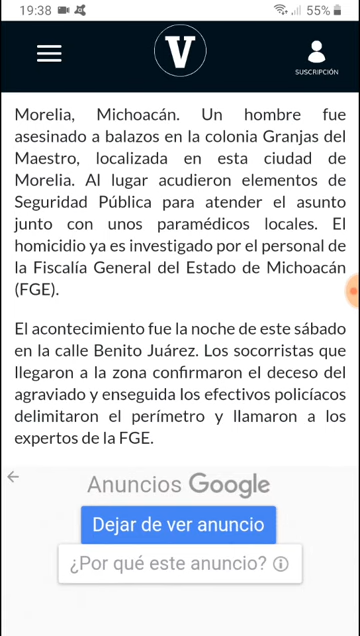 19:38 55%
V
SUSCRIPCIÓN
Morelia, Michoacán. Un hombre fue
asesinado a balazos en la colonia Granjas del
Maestro, localizada en esta ciudad de
Morelia. Al lugar acudieron elementos de
Seguridad Pública para atender el asunto
junto con unos paramédicos locales. El
homicidio ya es investigado por el personal de
la Fiscalía General del Estado de Michoacán
(FGE).
El acontecimiento fue la noche de este sábado
en la calle Benito Juárez. Los socorristas que
llegaron a la zona confirmaron el deceso del
agraviado y enseguida los efectivos policíacos
delimitaron el perímetro y llamaron a los
expertos de la FGE.
Anuncios Google
Dejar de ver anuncio
¿Por qué este anuncio?